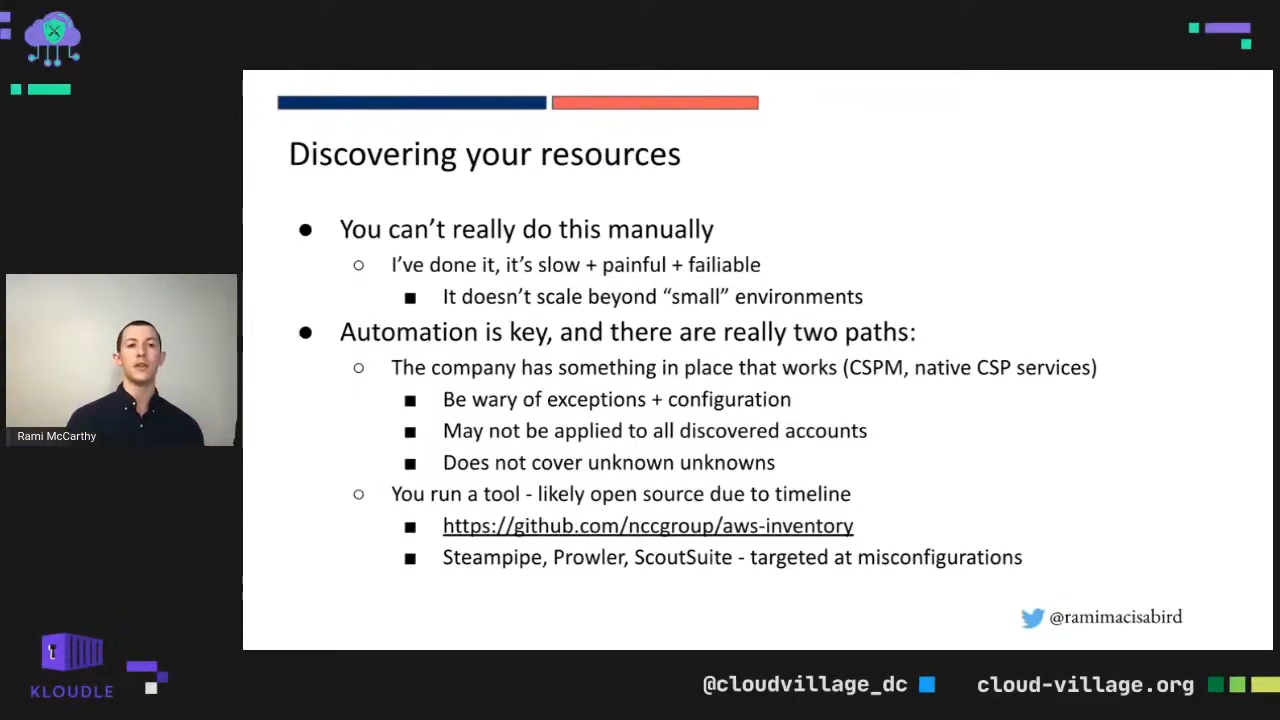 Discovering your resources
● You can’t really do this manually
○ I’ve done it, it’s slow + painful + failiable
■ It doesn’t scale beyond “small” environments
● Automation is key, and there are really two paths:
○ The company has something in place that works (CSPM, native CSP services)
■ Be wary of exceptions + configuration
■ May not be applied to all discovered accounts
■ Does not cover unknown unknowns
○ You run a tool - likely open source due to timeline
■ https://github.com/nccgroup/aws-inventory
■ Steampipe, Prowler, ScoutSuite - targeted at misconfigurations
@ramimacisabird
Rami McCarthy
KLOUDLE
@cloudvillage_dc
cloud-village.org